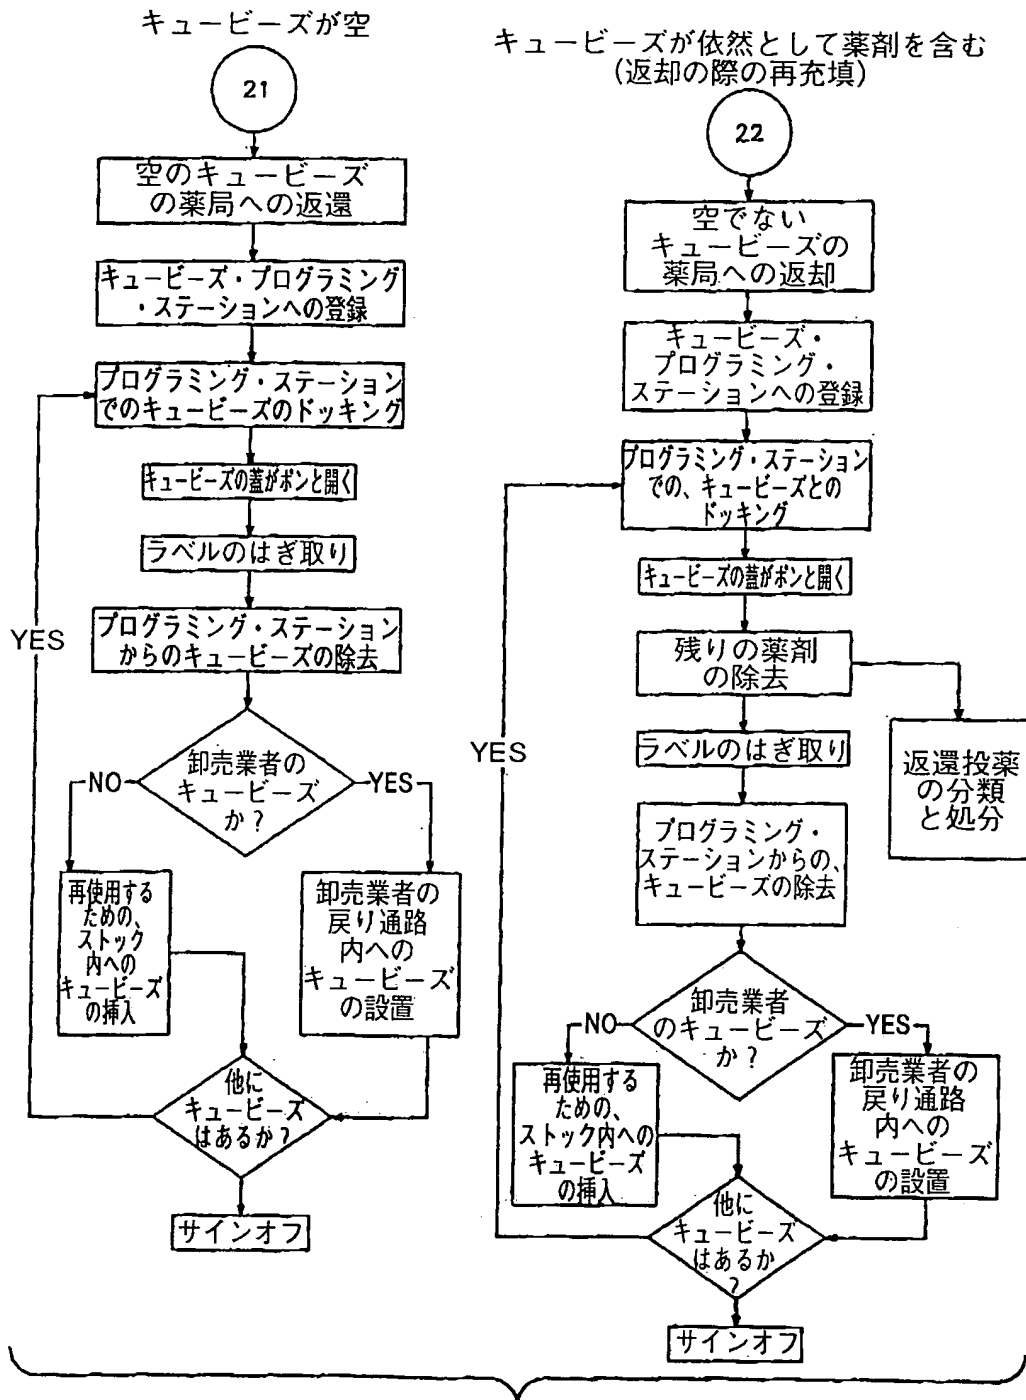 キュービーズが空
21
空のキュービーズ
の薬局への返還
キュービーズ・プログラミング
・ステーションへの登録
プログラミング・ステーション
でのキュービーズのドッキング
キュービーズの蓋がポンと開く
ラベルのはぎ取り
プログラミング・ステーション
からのキュービーズの除去
YES
卸売業者の
キュービーズ
か?
NO
YES
再使用する
ための、
ストック
内への
キュービーズ
の挿入
卸売業者の
戻り通路
内への
キュービーズ
の設置
他に
キュービーズ
はあるか?
サインオフ
キュービーズが依然として薬剤を含む
(返却の際の再充填)
22
空でない
キュービーズの
薬局への返却
キュービーズ・
プログラミング・
ステーションへの登録
プログラミング・ステーション
での、キュービーズとの
ドッキング
キュービーズの蓋がポンと開く
残りの薬剤
の除去
返還投薬
の分類
と処分
ラベルのはぎ取り
YES
プログラミング・
ステーションからの、
キュービーズの除去
卸売業者
のキュービーズ
か?
NO
YES
再使用する
ための、
ストック内への
キュービーズ
の挿入
卸売業者の
戻り通路
内への
キュービーズ
の設置
他に
キュービーズ
はあるか
?
サインオフ